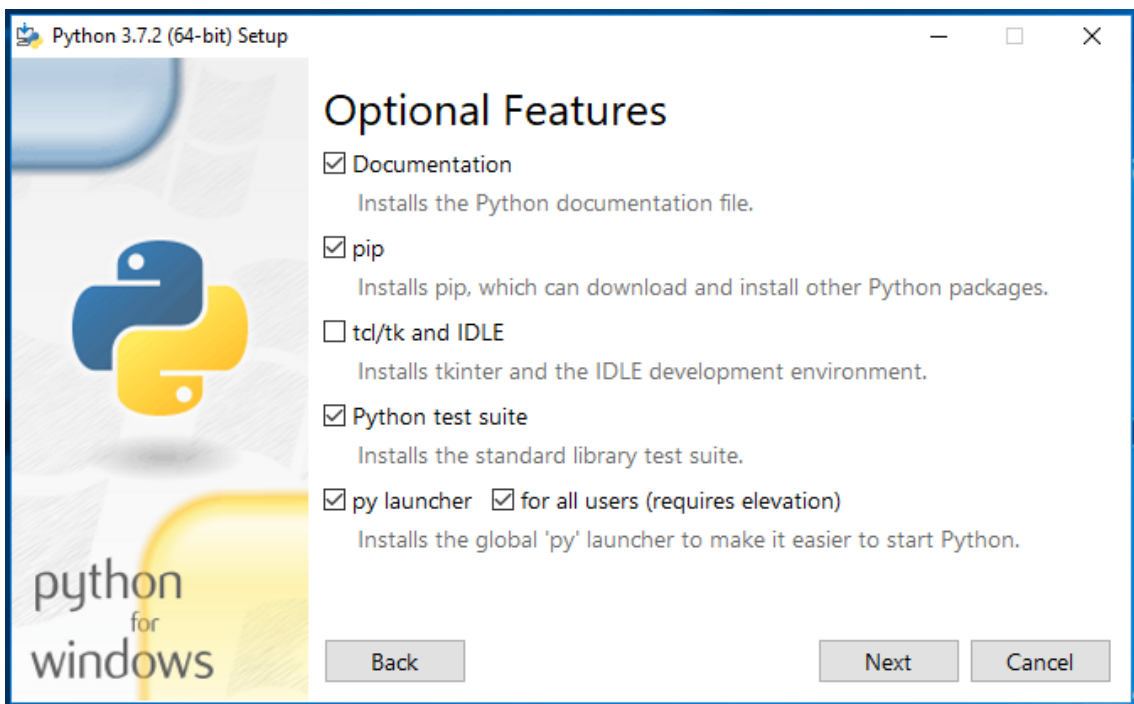 Python 3.7.2 (64-bit) Setup
Optional Features
Documentation
Installs the Python documentation file.
pip
Installs pip, which can download and install other Python packages.
tcl/tk and IDLE
Installs tkinter and the IDLE development environment.
Python test suite
Installs the standard library test suite.
py launcher for all users (requires elevation)
Installs the global 'py' launcher to make it easier to start Python.
python
for
windows
Back Next Cancel